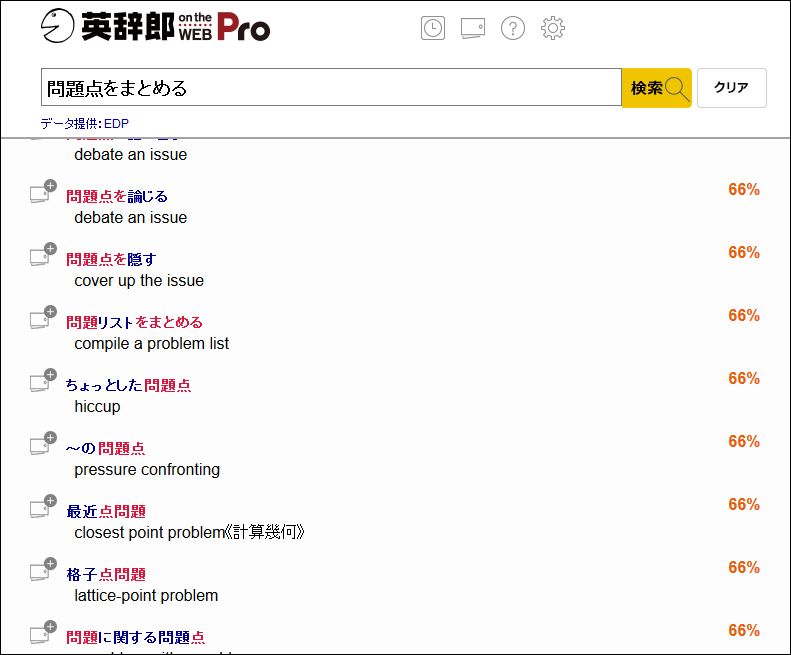 英辞郎 on the WEB Pro
問題点をまとめる
検索
クリア
データ提供：EDP
debate an issue
問題点を論じる
66%
debate an issue
問題点を隠す
66%
cover up the issue
問題リストをまとめる
66%
compile a problem list
ちょっとした問題点
66%
hiccup
～の問題点
66%
pressure confronting
最近点問題
66%
closest point problem《計算幾何》
格子点問題
66%
lattice-point problem
問題に関する問題点
66%